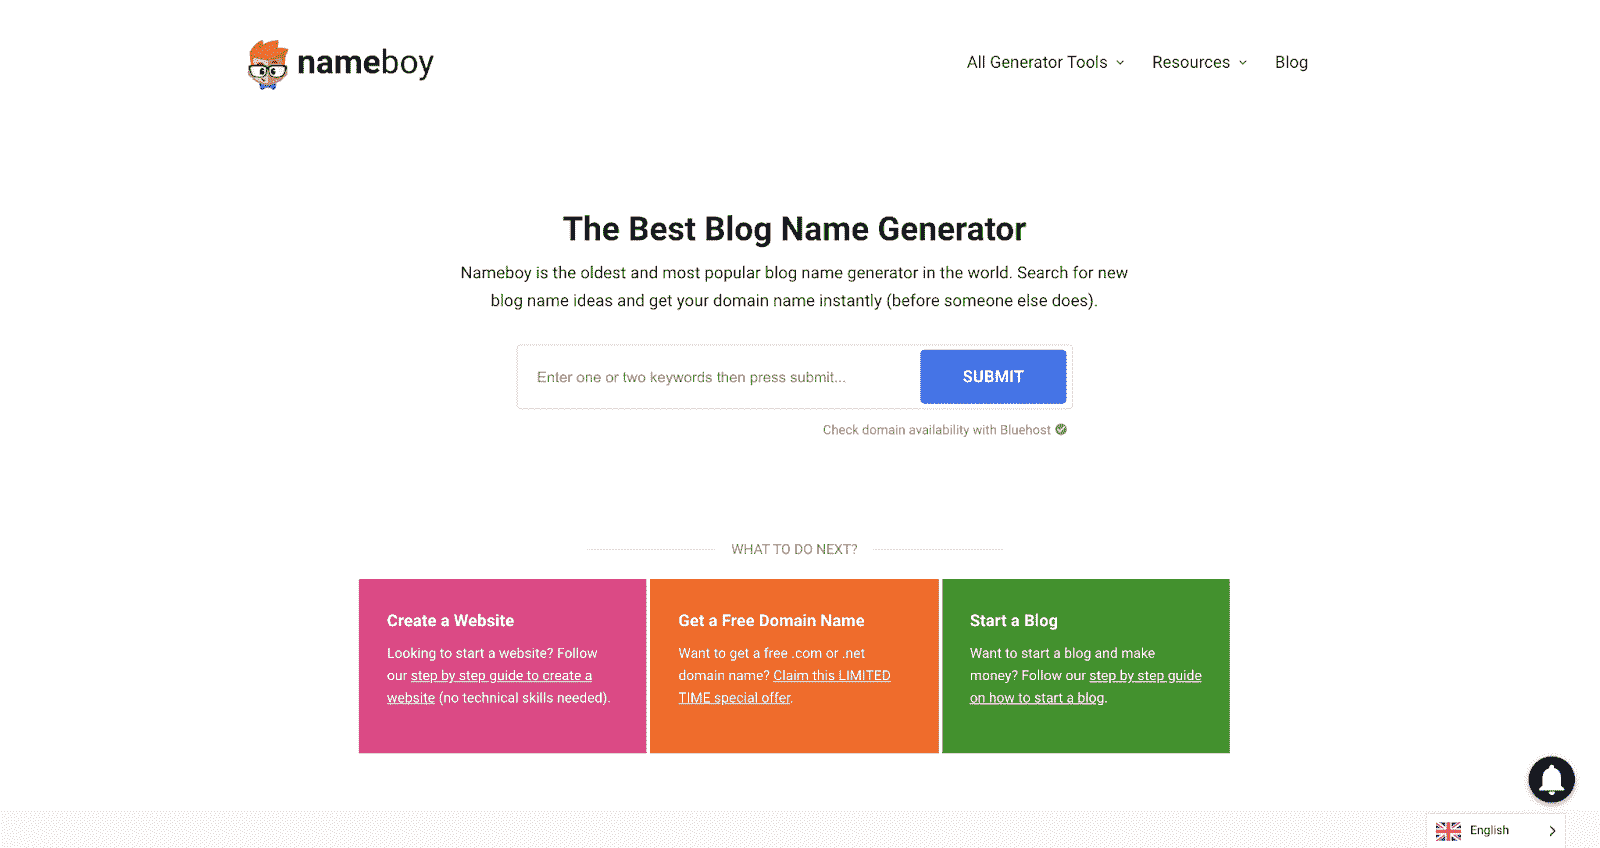 nameboy
All Generator Tools
Resources
Blog
The Best Blog Name Generator
Nameboy is the oldest and most popular blog name generator in the world. Search for new
blog name ideas and get your domain name instantly (before someone else does).
Enter one or two keywords then press submit...
SUBMIT
Check domain availability with Bluehost
WHAT TO DO NEXT?
Create a Website
Looking to start a website? Follow
our step by step guide to create a
website (no technical skills needed).
Get a Free Domain Name
Want to get a free .com or .net
domain name? Claim this LIMITED
TIME special offer.
Start a Blog
Want to start a blog and make
money? Follow our step by step guide
on how to start a blog.
English